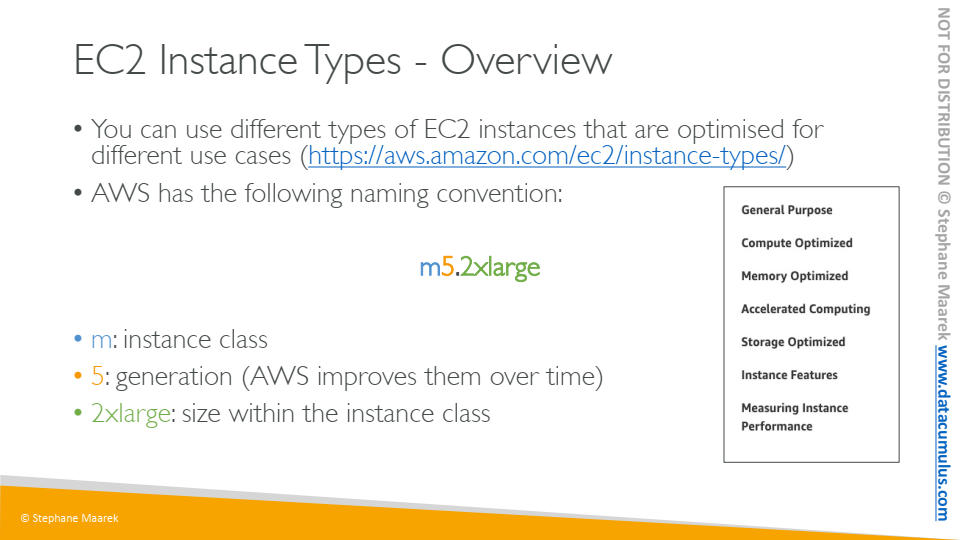 EC2 Instance Types - Overview
• You can use different types of EC2 instances that are optimised for
different use cases (https://aws.amazon.com/ec2/instance-types/)
• AWS has the following naming convention:
m5.2xlarge
• m: instance class
• 5: generation (AWS improves them over time)
• 2xlarge: size within the instance class
General Purpose
Compute Optimized
Memory Optimized
Accelerated Computing
Storage Optimized
Instance Features
Measuring Instance
Performance
© Stephane Maarek
NOT FOR DISTRIBUTION © Stephane Maarek www.datacumulus.com